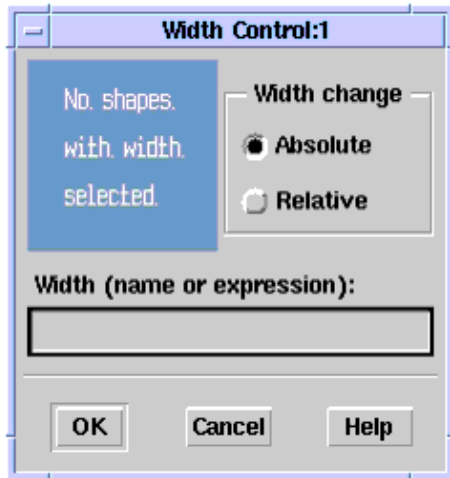 Width Control:1
No. shapes.
with. width.
selected.
Width change
Absolute
Relative
Width (name or expression):
OK
Cancel
Help